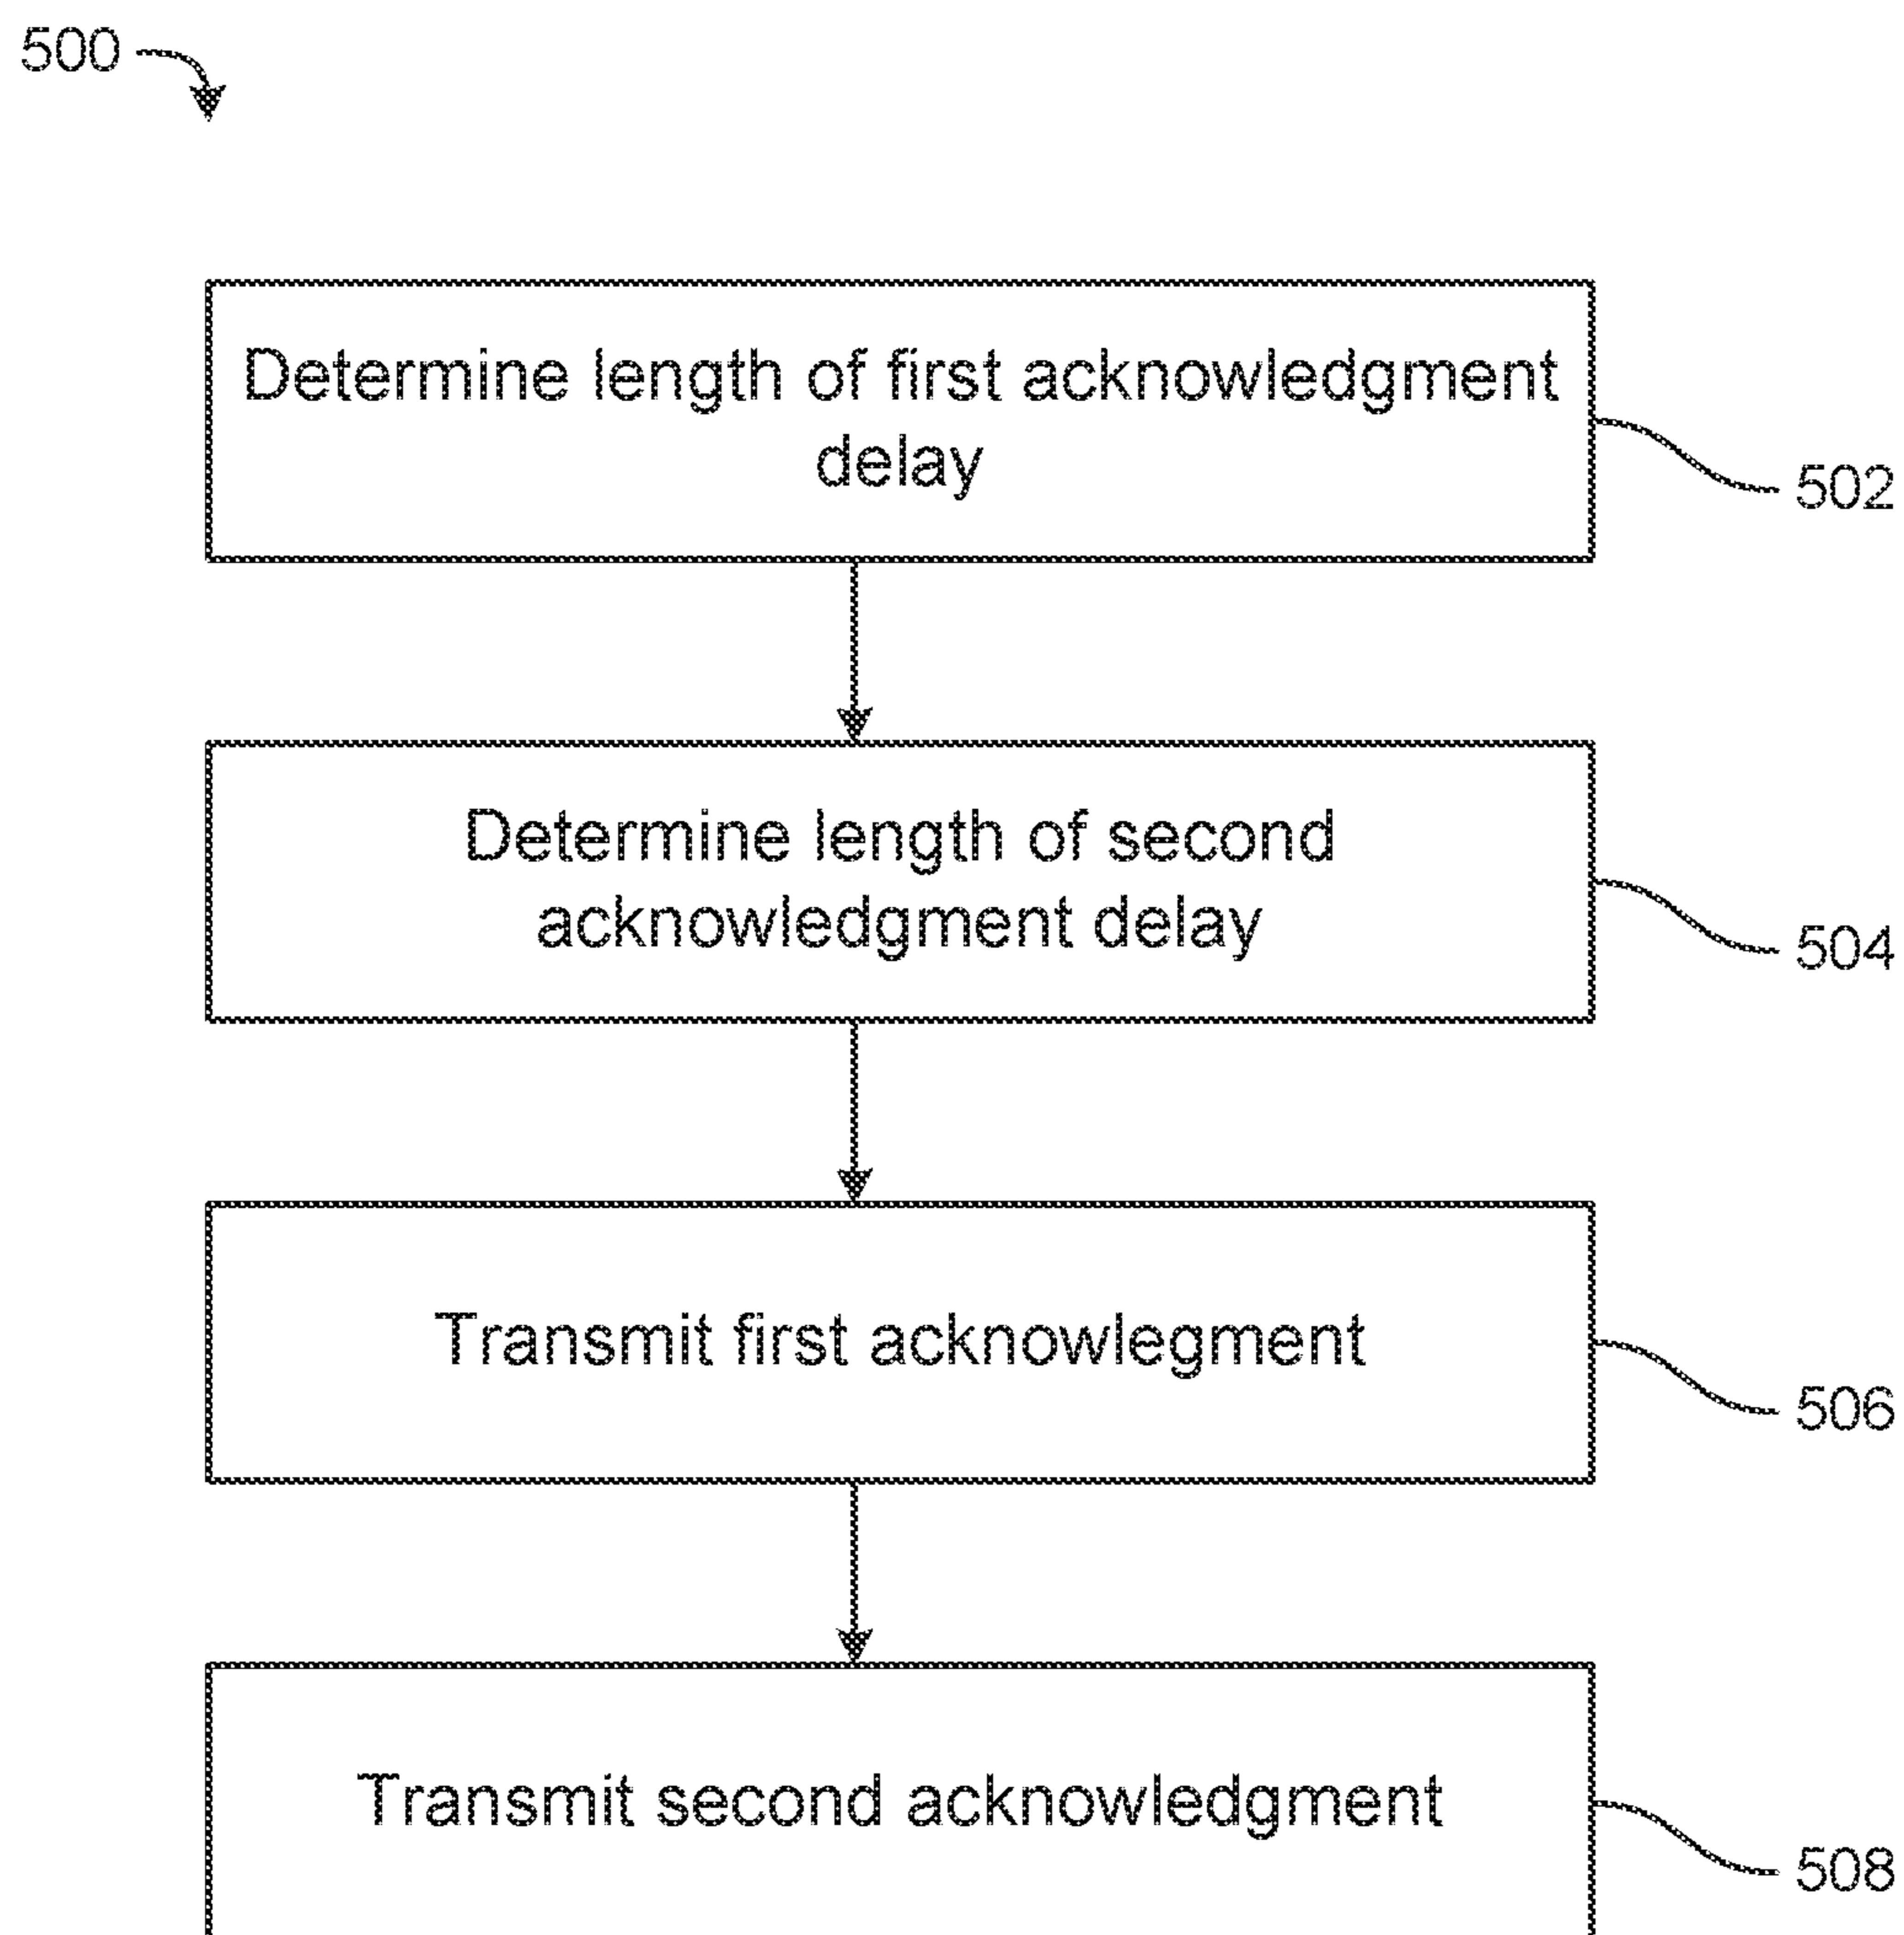 500
Determine length of first acknowledgment
delay
502
Determine length of second
acknowledgment delay
504
Transmit first acknowlegment
506
Transmit second acknowledgment
508